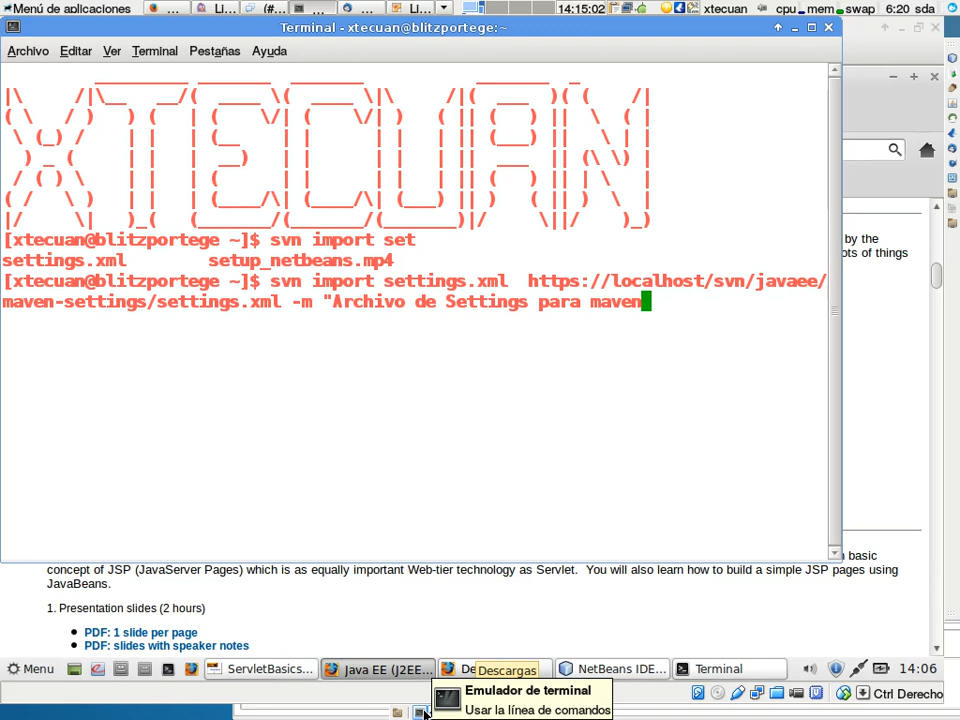 Menú de aplicaciones
...
Li...
(#...
...
...
Li...
14:15:02
xtecuan
cpu
mem
swap
6:20 sda
Terminal - xtecuan@blitzportege:~
Archivo Editar Ver Terminal Pestañas Ayuda
XTECUAN
[xtecuan@blitzportege ~]$ svn import set
settings.xml setup_netbeans.mp4
[xtecuan@blitzportege ~]$ svn import settings.xml https://localhost/svn/javaee/
maven-settings/settings.xml -m "Archivo de Settings para maven
by the
ots of things
basic
concept of JSP (JavaServer Pages) which is as equally important Web-tier technology as Servlet. You will also learn how to build a simple JSP pages using
JavaBeans.
1. Presentation slides (2 hours)
PDF: 1 slide per page
PDF: slides with speaker notes
Menu
ServletBasics...
Java EE (J2EE...
De
Descargas
NetBeans IDE...
Terminal
14:06
Emulador de terminal
Usar la línea de comandos
Ctrl Derecho